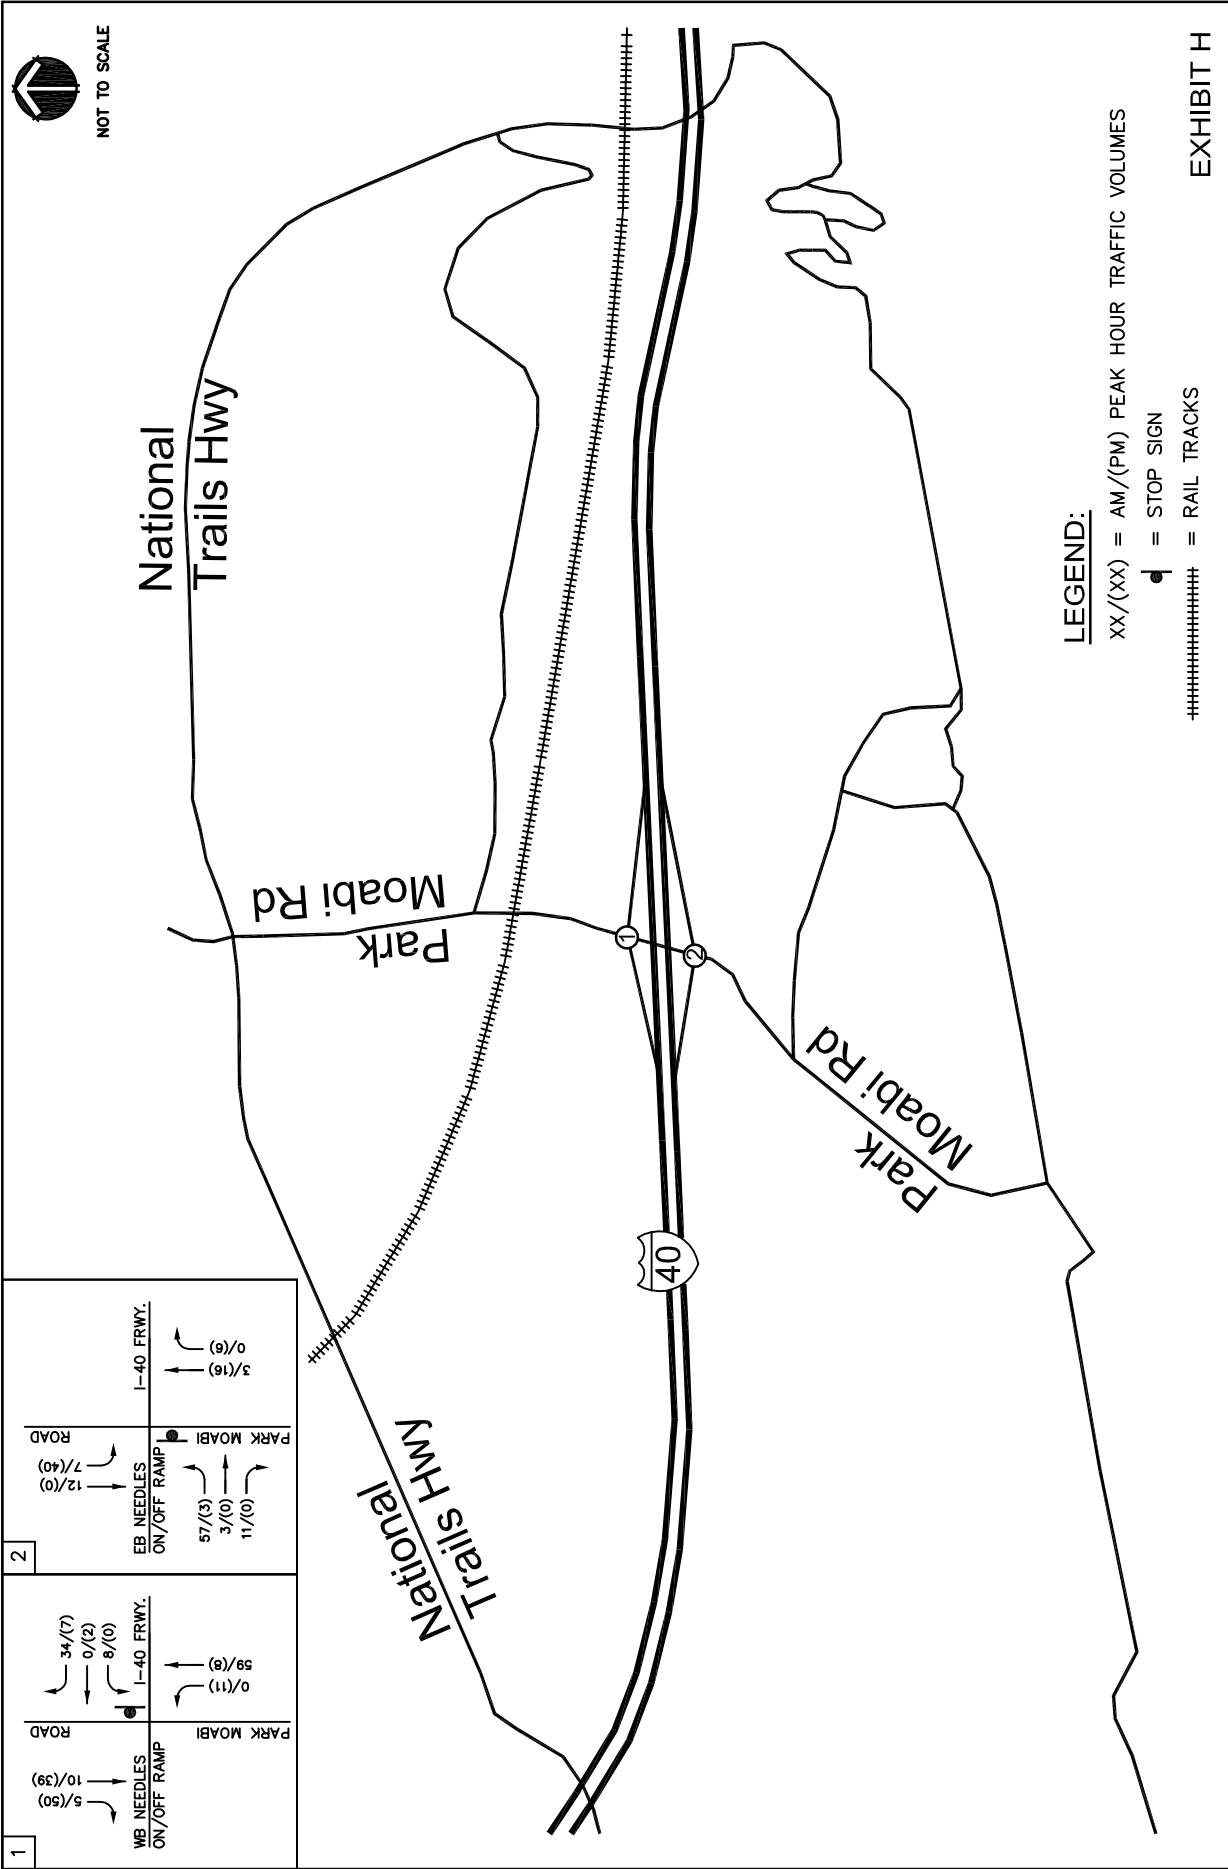 NOT TO SCALE
1
WB NEEDLES
ON/OFF RAMP
I-40 FRWY.
PARK MOABI
ROAD
5/(50)
10/(39)
34/(7)
0/(2)
8/(0)
0/(11)
59/(8)
2
EB NEEDLES
ON/OFF RAMP
I-40 FRWY.
PARK MOABI
ROAD
12/(0)
7/(40)
57/(3)
3/(0)
11/(0)
3/(16)
0/(6)
National
Trails Hwy
National
Trails Hwy
Park
Moabi Rd
Park
Moabi Rd
1
2
40
LEGEND:
XX/(XX) = AM/(PM) PEAK HOUR TRAFFIC VOLUMES
= STOP SIGN
= RAIL TRACKS
EXHIBIT H